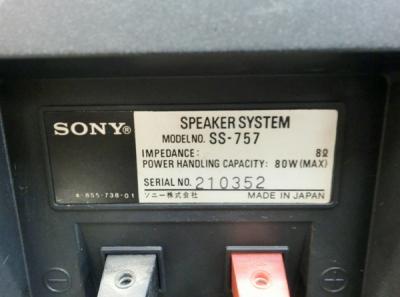 SONY®
SPEAKER SYSTEM
MODEL NO. SS-757
IMPEDANCE: 8Ω
POWER HANDLING CAPACITY: 80W(MAX)
SERIAL NO. 210352
4-855-738-01
ソニー株式会社 MADE IN JAPAN